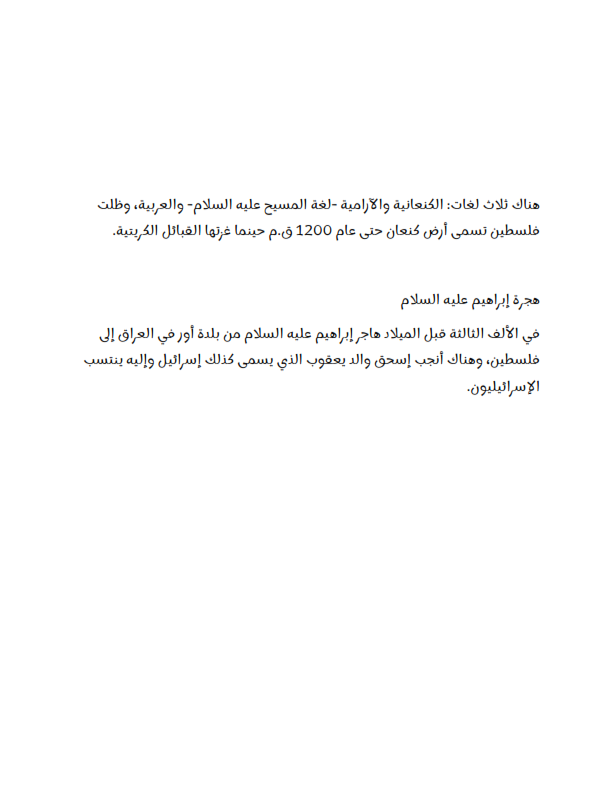 هناك ثلاث لغات: الكنعانية والآرامية -لغة المسيح عليه السلام- والعربية، وظلت
فلسطين تسمى أرض كنعان حتى عام 1200 ق.م حينما غزتها القبائل الكريتية.
هجرة إبراهيم عليه السلام
في الألف الثالثة قبل الميلاد هاجر إبراهيم عليه السلام من بلدة أور في العراق إلى
فلسطين، وهناك أنجب إسحق والد يعقوب الذي يسمى كذلك إسرائيل وإليه ينتسب
الإسرائيليون.